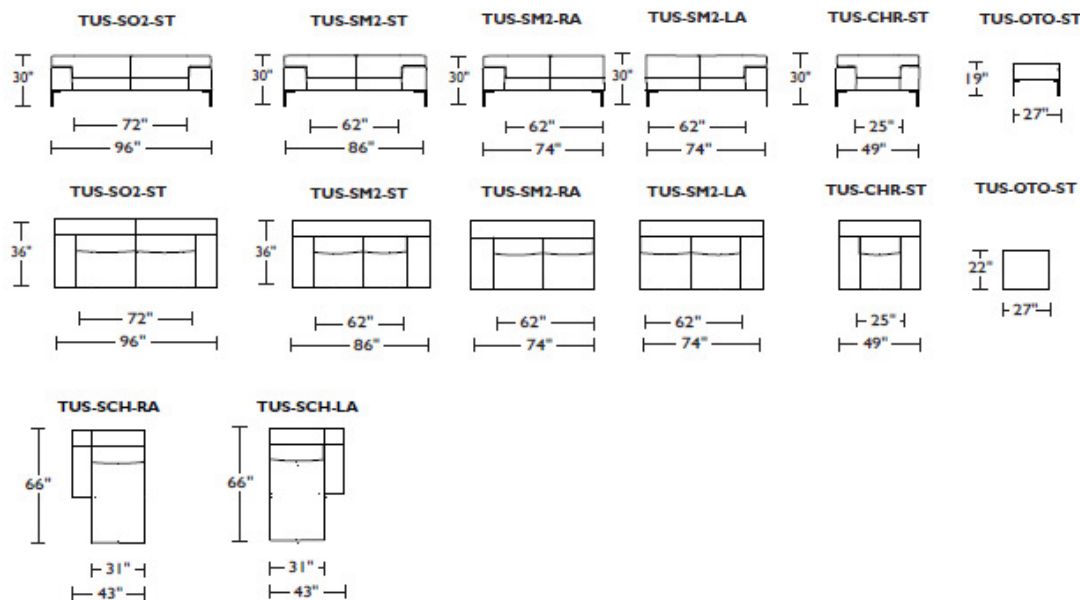 TUS-SO2-ST TUS-SM2-ST TUS-SM2-RA TUS-SM2-LA TUS-CHR-ST TUS-OTO-ST
30" 30" 30" 30" 30" 19"
72" 62" 62" 62" 25" 27"
96" 86" 74" 74" 49"
TUS-SO2-ST TUS-SM2-ST TUS-SM2-RA TUS-SM2-LA TUS-CHR-ST TUS-OTO-ST
36" 36" 22"
72" 62" 62" 62" 25" 27"
96" 86" 74" 74" 49"
TUS-SCH-RA TUS-SCH-LA
66" 66"
31" 31"
43" 43"